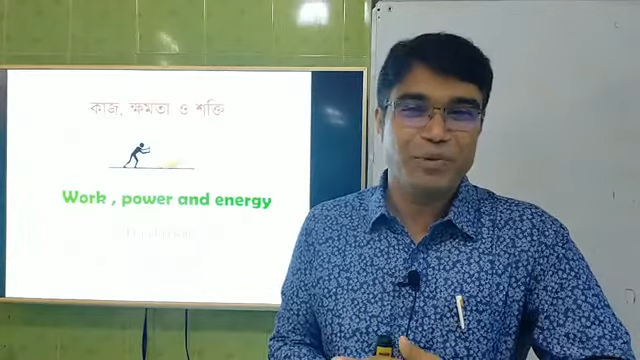 কাজ, ক্ষমতা ও শক্তি
Work , power and energy